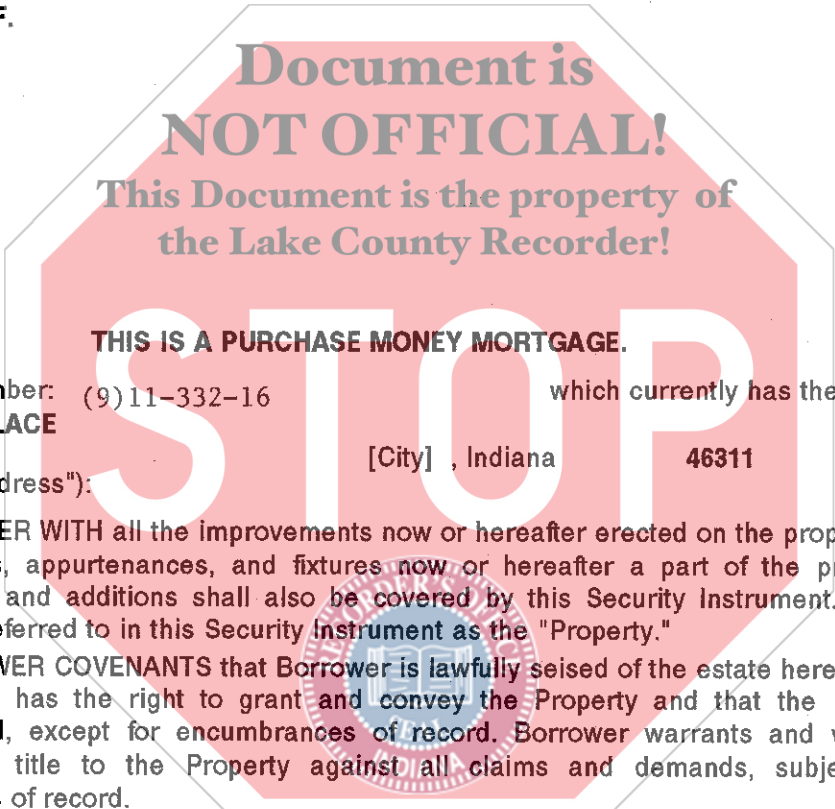 F.
Document is
NOT OFFICIAL!
This Document is the property of
the Lake County Recorder!
STOP
THIS IS A PURCHASE MONEY MORTGAGE.
nber: (9)11-332-16 which currently has the
LACE
[City] , Indiana 46311
dress"):
ER WITH all the improvements now or hereafter erected on the prop
s, appurtenances, and fixtures now or hereafter a part of the p
and additions shall also be covered by this Security Instrument.
eferred to in this Security Instrument as the "Property."
VER COVENANTS that Borrower is lawfully seised of the estate here
has the right to grant and convey the Property and that the
d, except for encumbrances of record. Borrower warrants and
title to the Property against all claims and demands, subje
of record.
SEAL
INDIANA